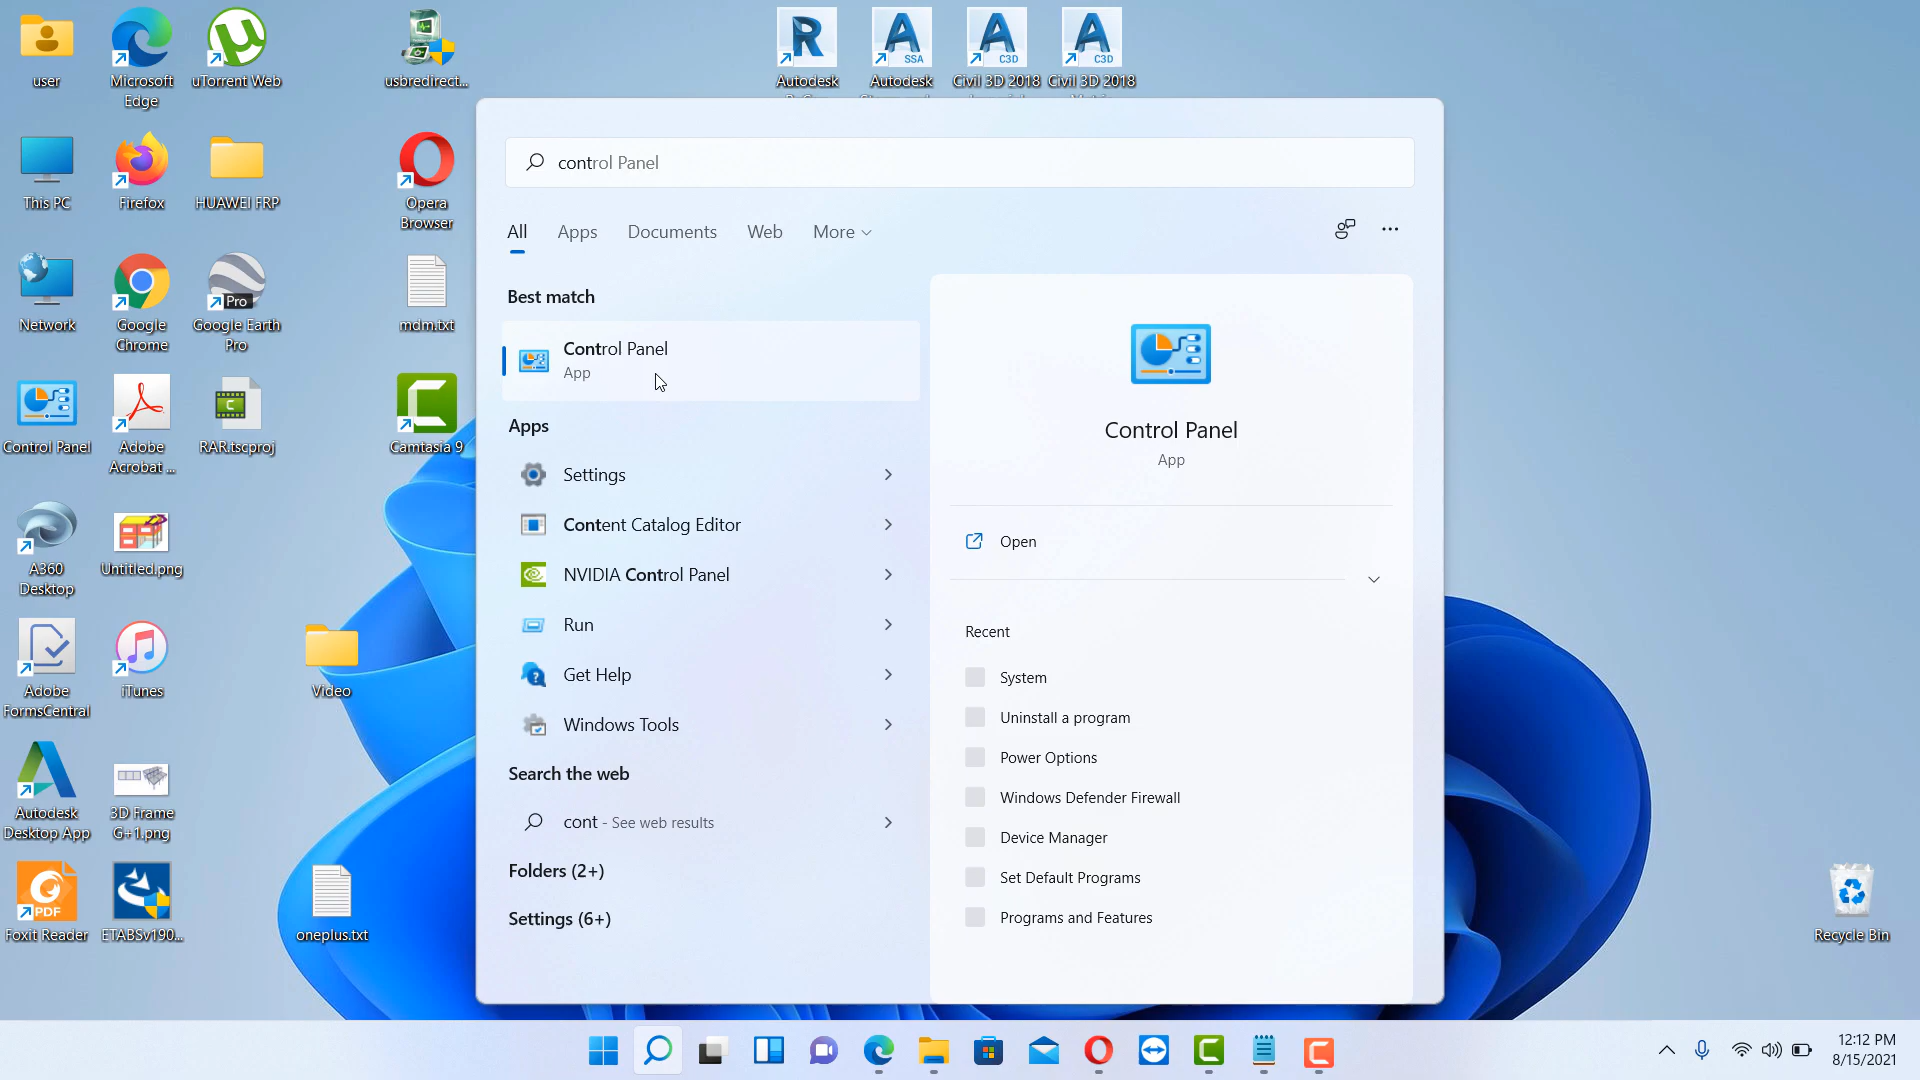 user
Microsoft
Edge
uTorrent Web
usbredirect...
Autodesk
Autodesk
SSA
Civil 3D 2018
C3D
Civil 3D 2018
C3D
This PC
Firefox
HUAWEI FRP
Opera
Browser
Network
Google
Chrome
Pro
Google Earth
Pro
mdm.txt
Control Panel
Adobe
Acrobat ...
RAR.tscproj
Camtasia 9
A360
Desktop
Untitled.png
Adobe
FormsCentral
iTunes
Video
Autodesk
Desktop App
3D Frame
G+1.png
PDF
Foxit Reader
ETABSv190...
oneplus.txt
Recycle Bin
control Panel
All
Apps
Documents
Web
More
Best match
Control Panel
App
Apps
Settings
Content Catalog Editor
NVIDIA Control Panel
Run
Get Help
Windows Tools
Search the web
cont - See web results
Folders (2+)
Settings (6+)
Control Panel
App
Open
Recent
System
Uninstall a program
Power Options
Windows Defender Firewall
Device Manager
Set Default Programs
Programs and Features
12:12 PM
8/15/2021